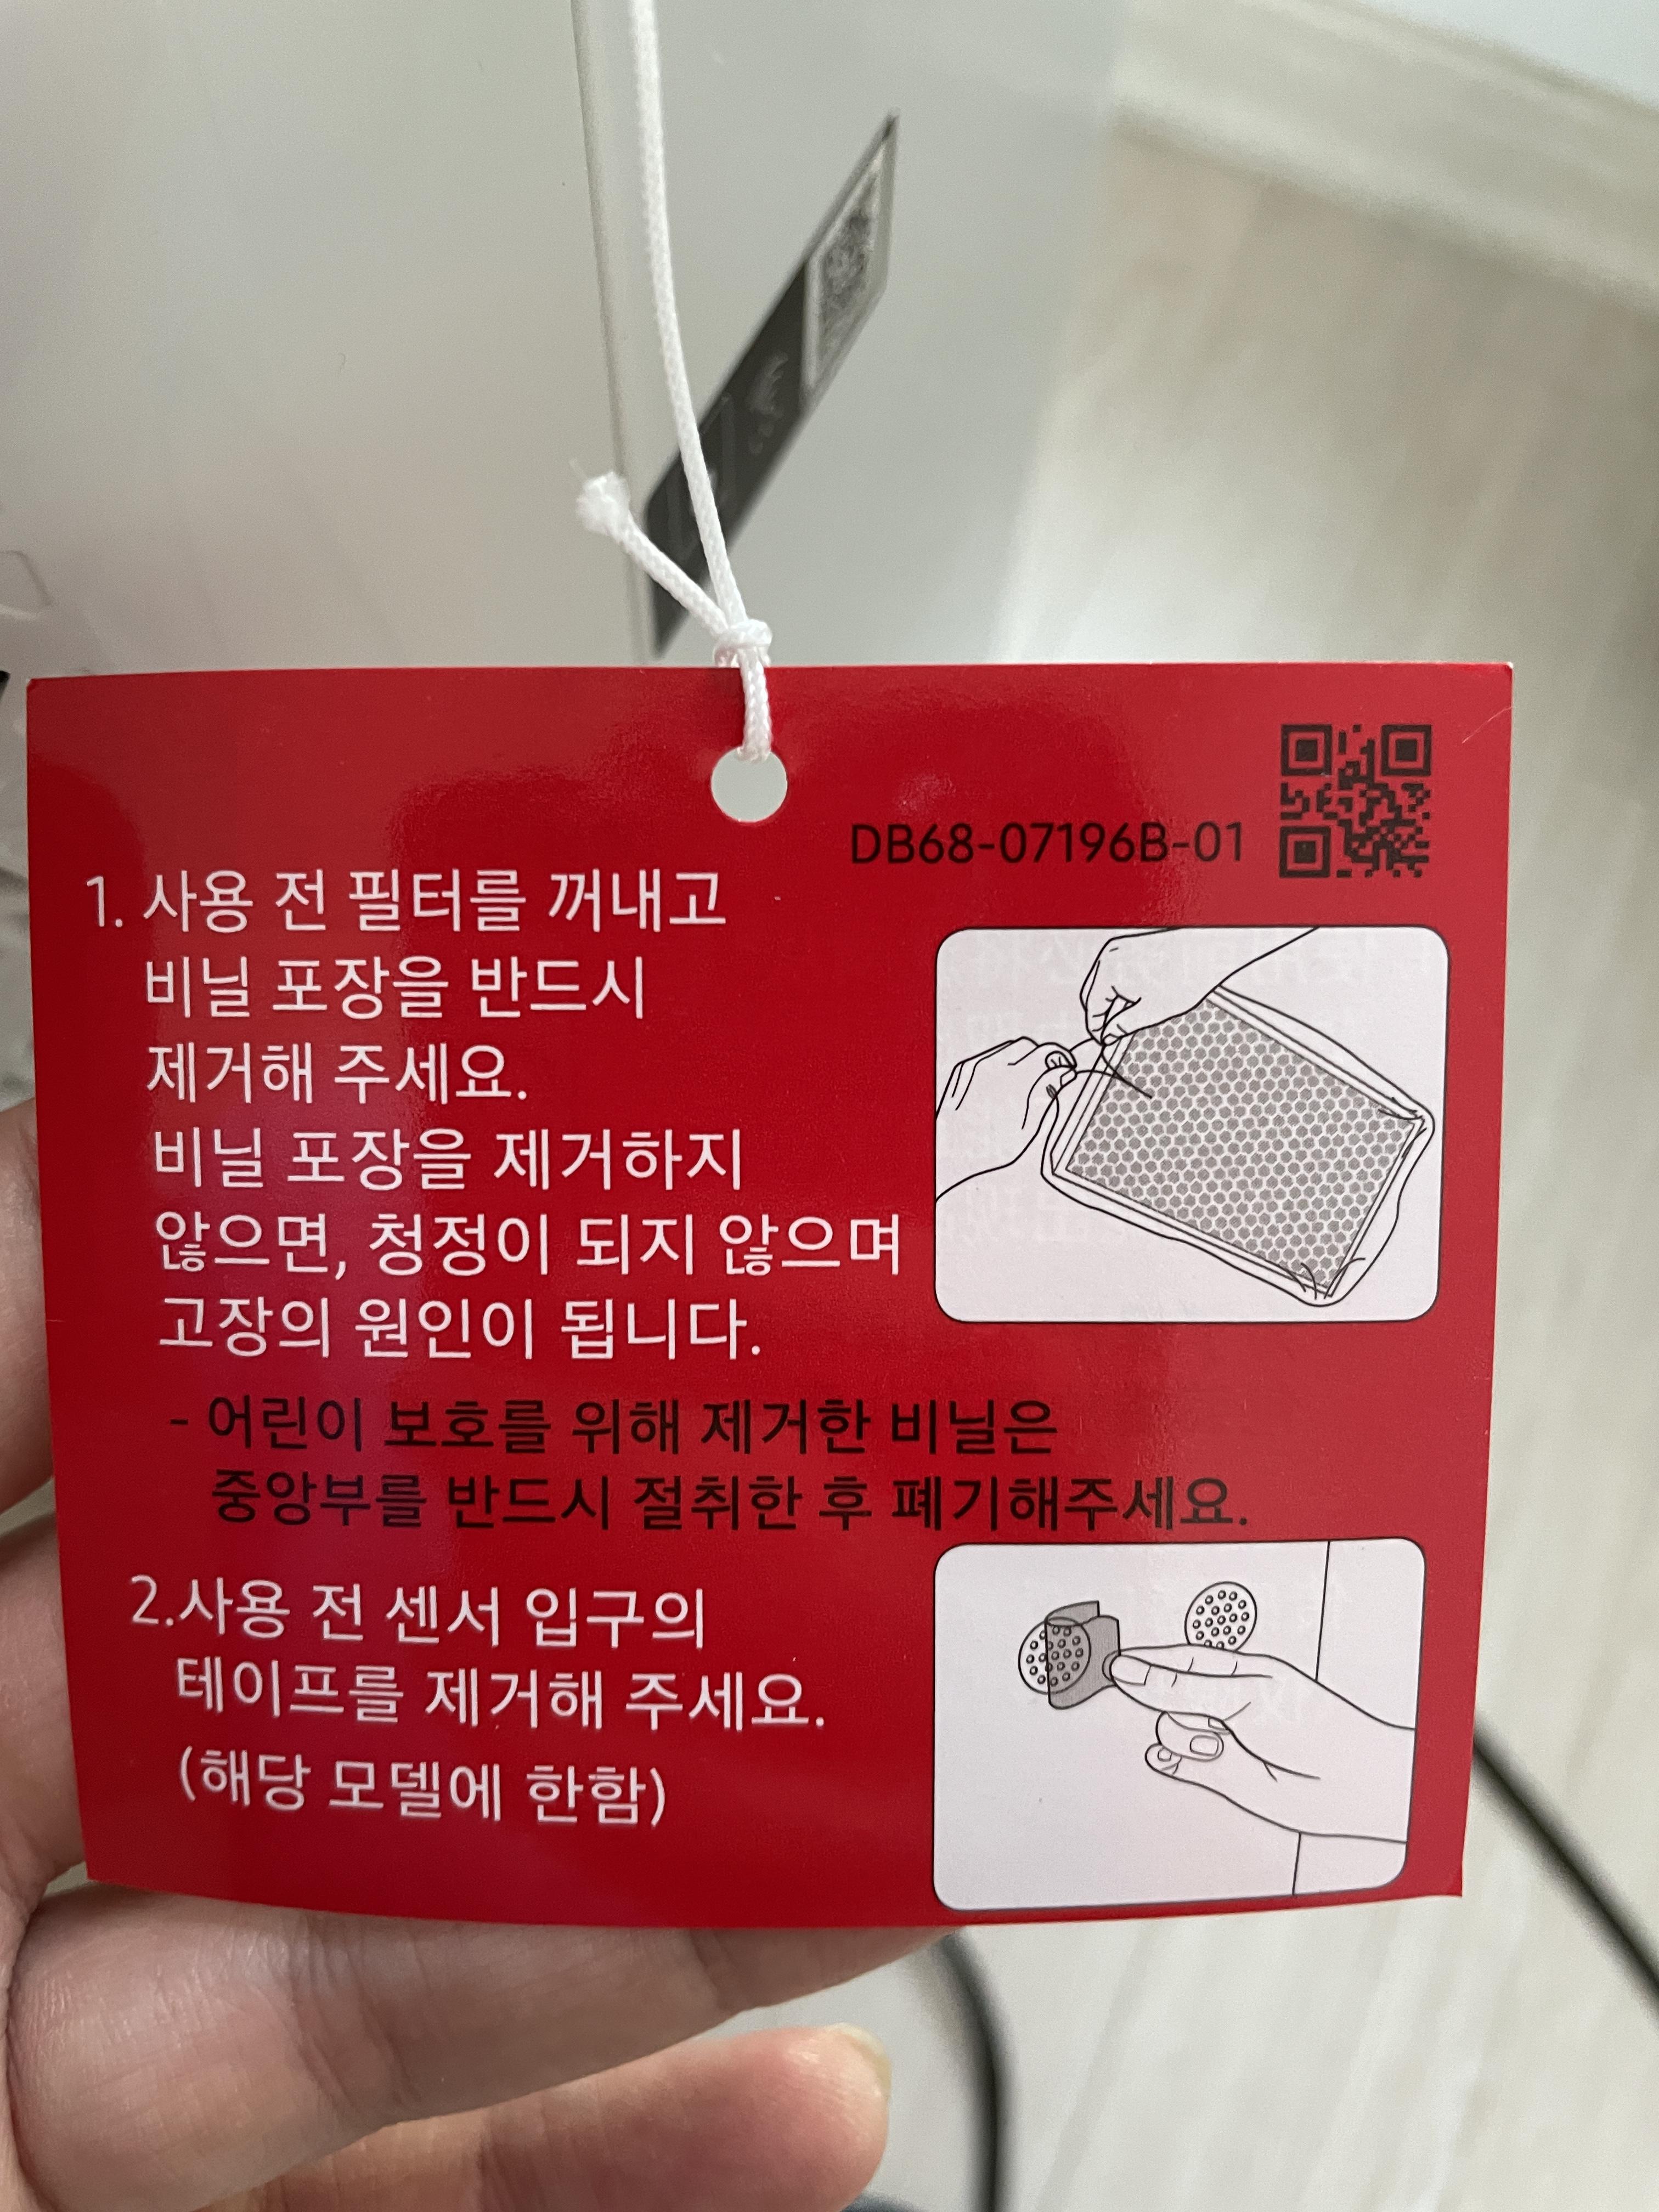 DB68-07196B-01
1. 사용 전 필터를 꺼내고
비닐 포장을 반드시
제거해 주세요.
비닐 포장을 제거하지
않으면, 청정이 되지 않으며
고장의 원인이 됩니다.
- 어린이 보호를 위해 제거한 비닐은
중앙부를 반드시 절취한 후 폐기해주세요.
2.사용 전 센서 입구의
테이프를 제거해 주세요.
(해당 모델에 한함)